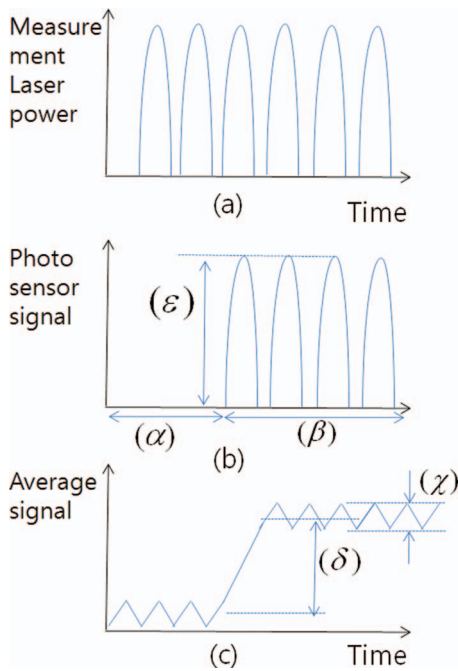 Measure
ment
Laser
power
(a)
Time
Photo
sensor
signal
(ε)
(α)
(β)
(b)
Average
signal
(χ)
(δ)
(c)
Time